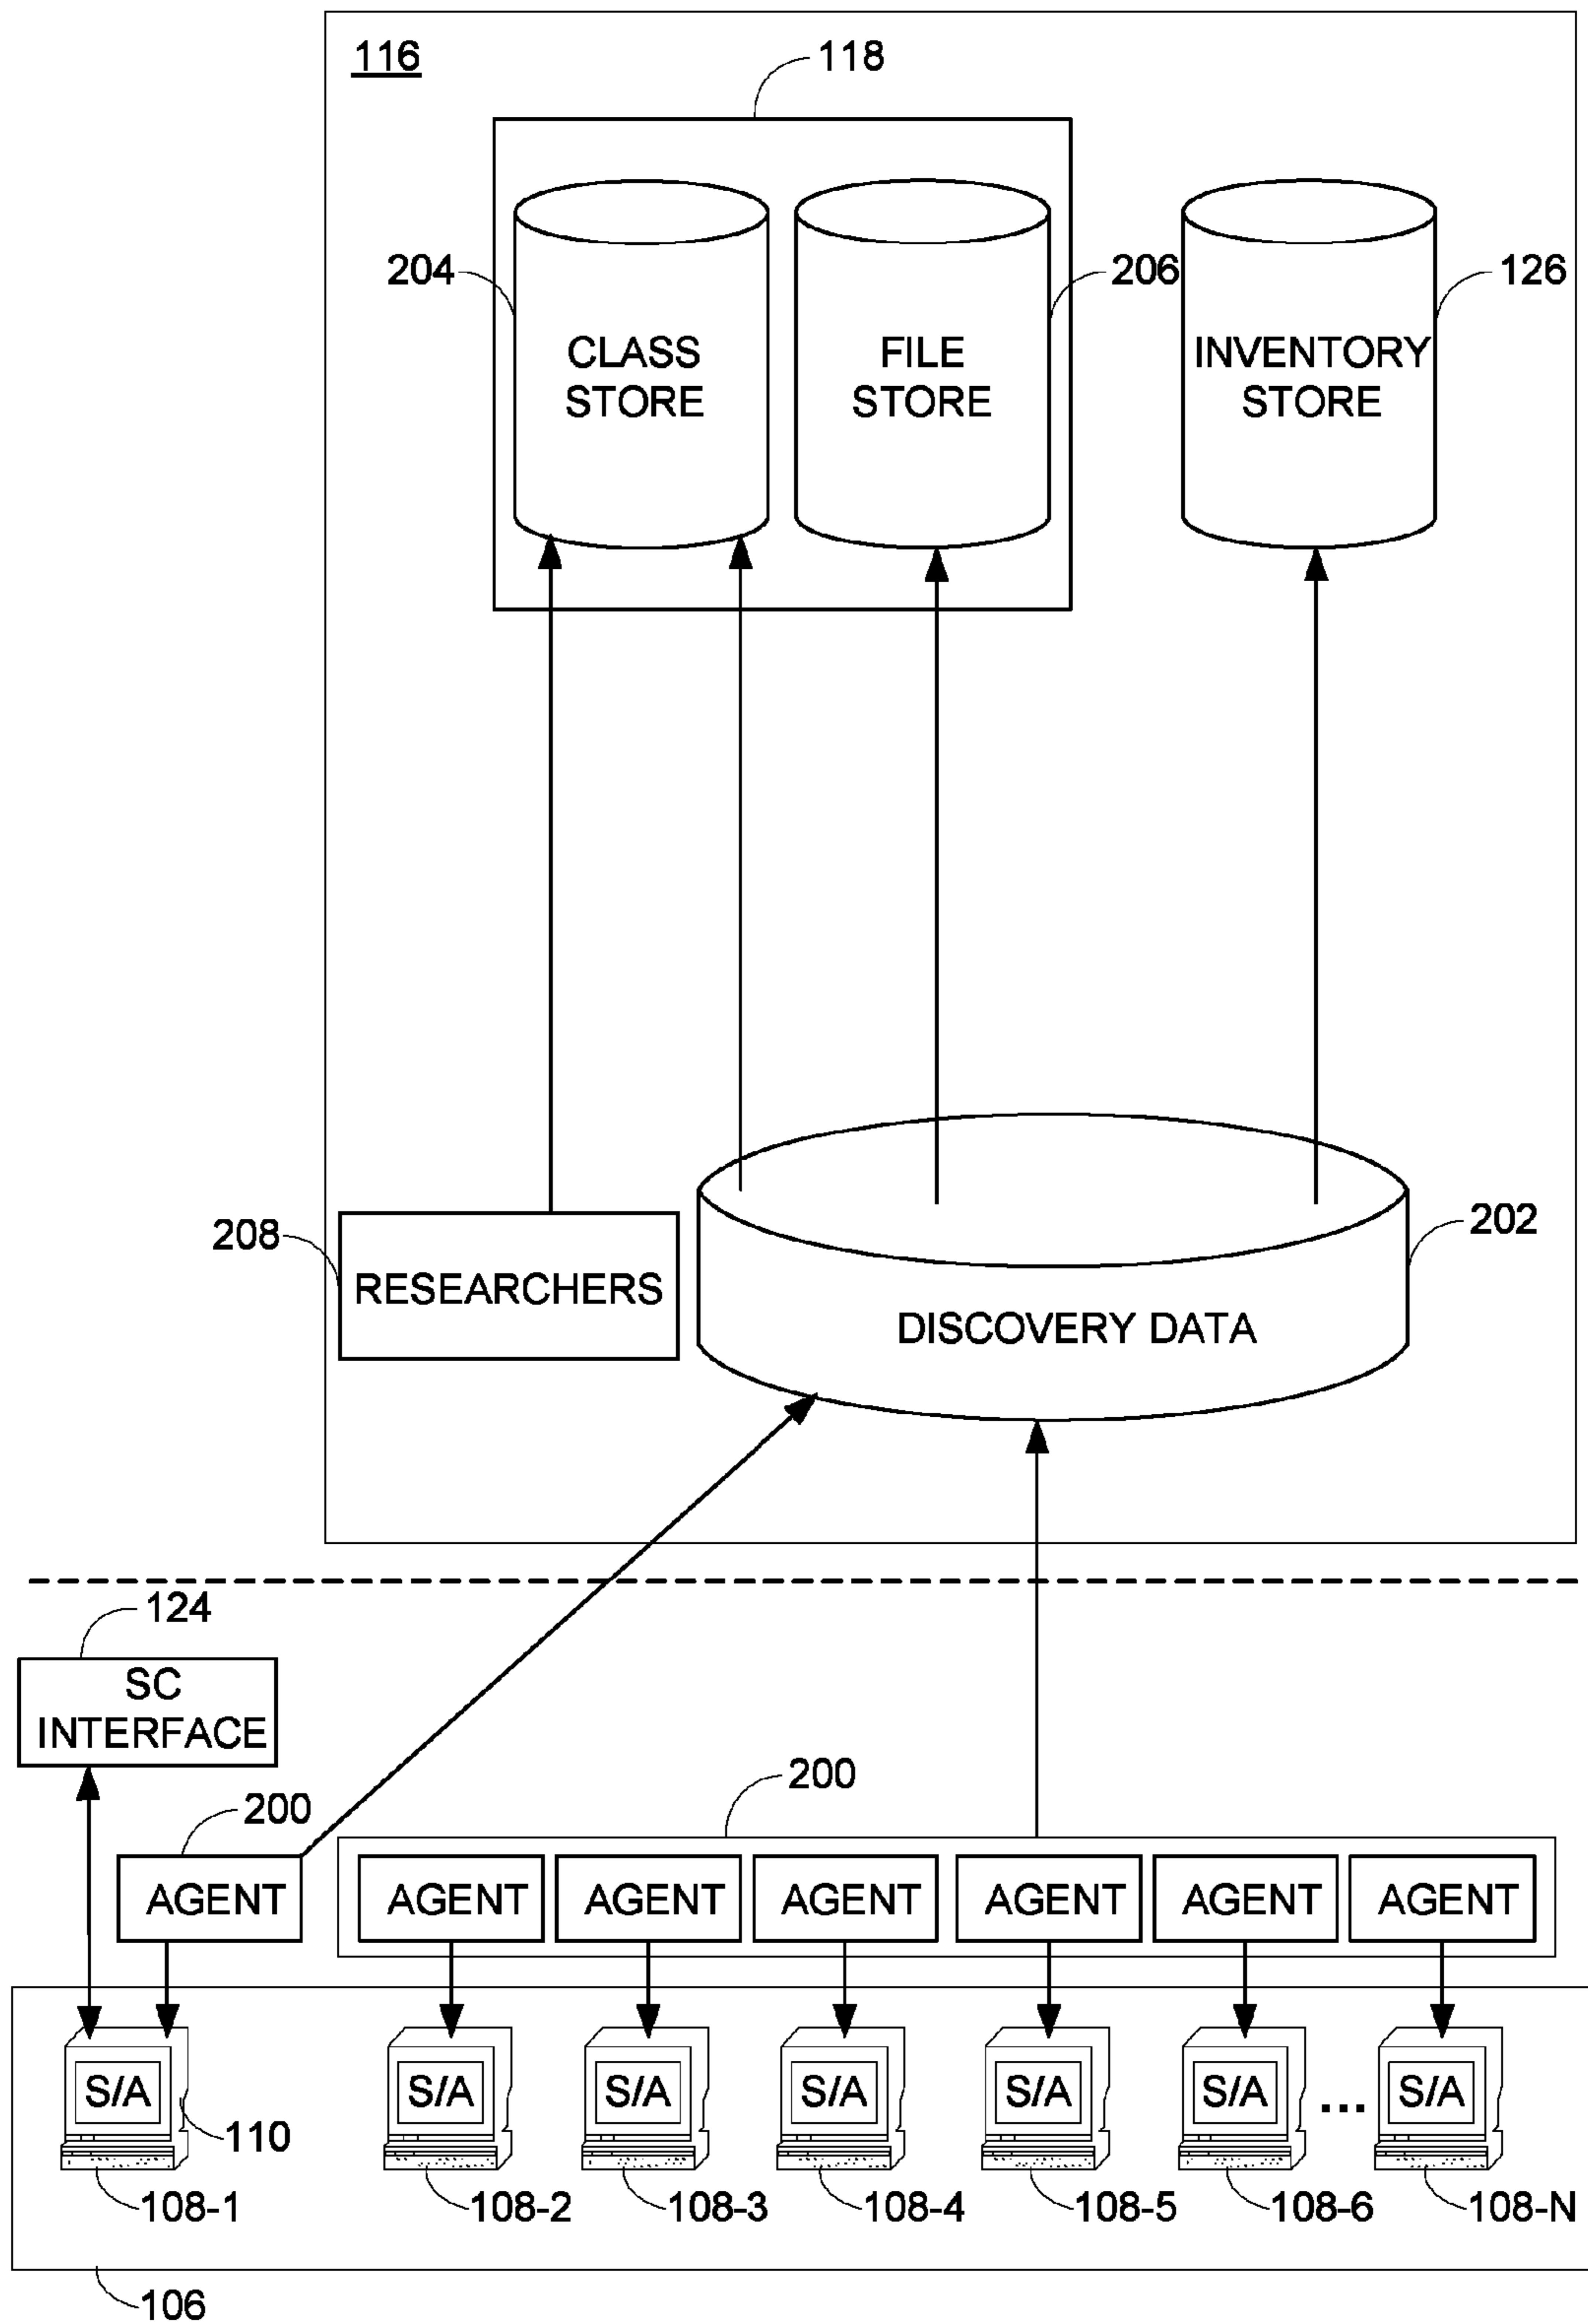 116
118
204
206
126
CLASS
STORE
FILE
STORE
INVENTORY
STORE
208
RESEARCHERS
202
DISCOVERY DATA
124
SC
INTERFACE
200
200
AGENT
AGENT
AGENT
AGENT
AGENT
AGENT
AGENT
S/A
S/A
S/A
S/A
S/A
S/A
...
S/A
110
108-1
108-2
108-3
108-4
108-5
108-6
108-N
106